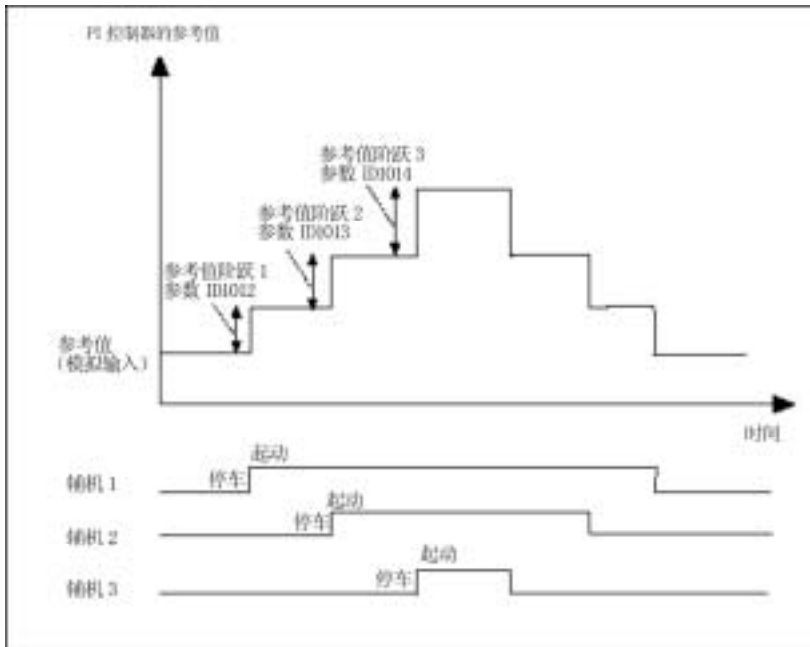 PI 控制器的参考值
参考值阶跃 3
参数 ID1014
参考值阶跃 2
参数 ID1013
参考值阶跃 1
参数 ID1012
参考值
(模拟输入)
时间
起动
停车
辅机 1
起动
停车
辅机 2
起动
停车
辅机 3